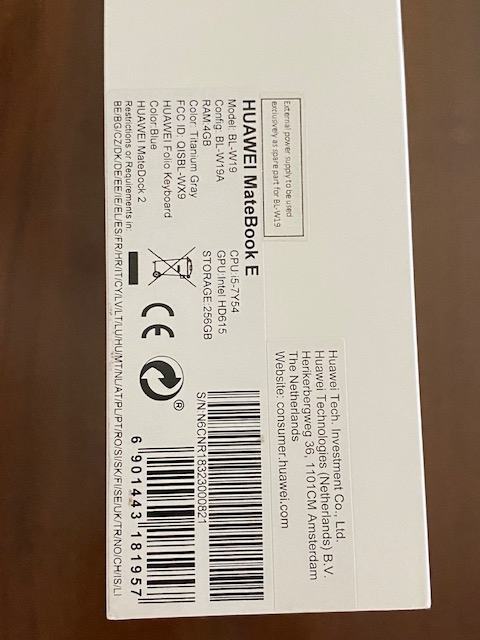 External power supply to be used
exclusively as spare part for BL-W19
Huawei Tech. Investment Co., Ltd.
Huawei Technologies (Netherlands) B.V.
Herikerbergweg 36, 1101CM Amsterdam
The Netherlands
Website: consumer.huawei.com
HUAWEI MateBook E
Model: BL-W19
Config: BL-W19A
RAM:4GB
Color: Titanium Gray
FCC ID: QISBL-WX9
HUAWEI Folio Keyboard
Color:Blue
HUAWEI MateDock 2
CPU:i5-7Y54
GPU:Intel HD615
STORAGE:256GB
S/N:N6CNR18323000821
CE
®
6 901443 181957
Restrictions or Requirements in:
BE/BG/CZ/DK/DE/EE/IE/EL/ES/FR/HR/IT/CY/LV/LT/LU/HU/MT/NL/AT/PL/PT/RO/SI/SK/FI/SE/UK/TR/NO/CH/IS/LI